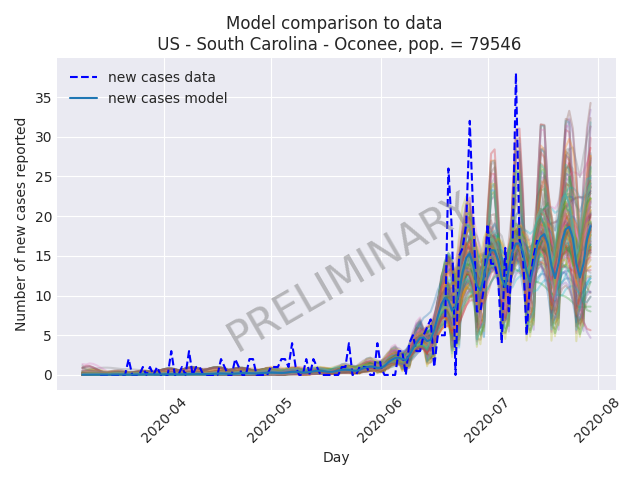 Model comparison to data
US - South Carolina - Oconee, pop. = 79546
new cases data
new cases model
Number of new cases reported
35
30
25
20
15
10
5
0
PRELIMINARY
2020-04
2020-05
2020-06
2020-07
2020-08
Day